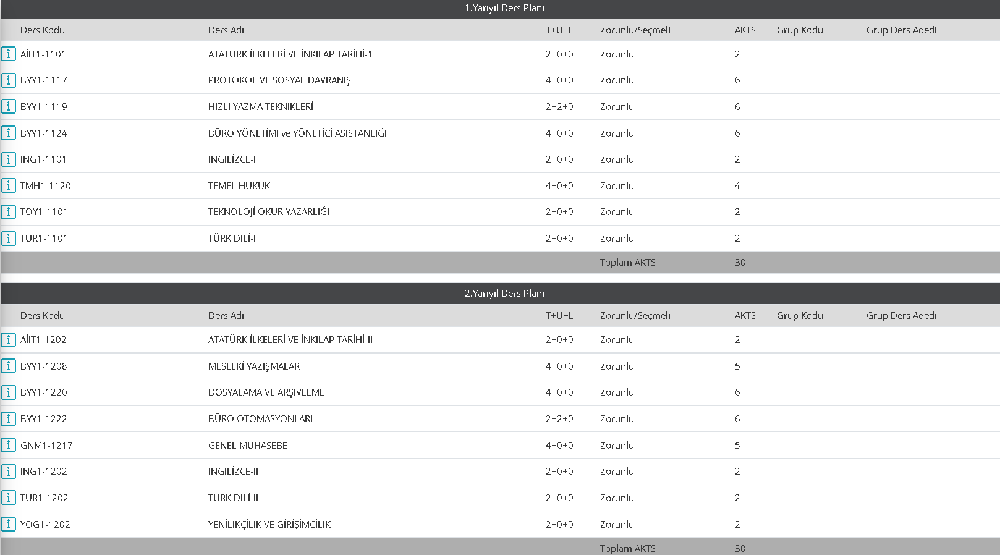 1.Yarıyıl Ders Planı
Ders Kodu Ders Adı T+U+L Zorunlu/Seçmeli AKTS Grup Kodu Grup Ders Adedi
AİİT1-1101 ATATÜRK İLKELERİ VE İNKILAP TARİHİ-1 2+0+0 Zorunlu 2
BYY1-1117 PROTOKOL VE SOSYAL DAVRANIŞ 4+0+0 Zorunlu 6
BYY1-1119 HIZLI YAZMA TEKNİKLERİ 2+2+0 Zorunlu 6
BYY1-1124 BÜRO YÖNETİMİ ve YÖNETİCİ ASİSTANLIĞI 4+0+0 Zorunlu 6
İNG1-1101 İNGİLİZCE-I 2+0+0 Zorunlu 2
TMH1-1120 TEMEL HUKUK 4+0+0 Zorunlu 4
TOY1-1101 TEKNOLOJİ OKUR YAZARLIĞI 2+0+0 Zorunlu 2
TUR1-1101 TÜRK DİLİ-I 2+0+0 Zorunlu 2
Toplam AKTS 30
2.Yarıyıl Ders Planı
Ders Kodu Ders Adı T+U+L Zorunlu/Seçmeli AKTS Grup Kodu Grup Ders Adedi
AİİT1-1202 ATATÜRK İLKELERİ VE İNKILAP TARİHİ-II 2+0+0 Zorunlu 2
BYY1-1208 MESLEKİ YAZIŞMALAR 4+0+0 Zorunlu 5
BYY1-1220 DOSYALAMA VE ARŞİVLEME 4+0+0 Zorunlu 6
BYY1-1222 BÜRO OTOMASYONLARI 2+2+0 Zorunlu 6
GNM1-1217 GENEL MUHASEBE 4+0+0 Zorunlu 5
İNG1-1202 İNGİLİZCE-II 2+0+0 Zorunlu 2
TUR1-1202 TÜRK DİLİ-II 2+0+0 Zorunlu 2
YOG1-1202 YENİLİKÇİLİK VE GİRİŞİMCİLİK 2+0+0 Zorunlu 2
Toplam AKTS 30